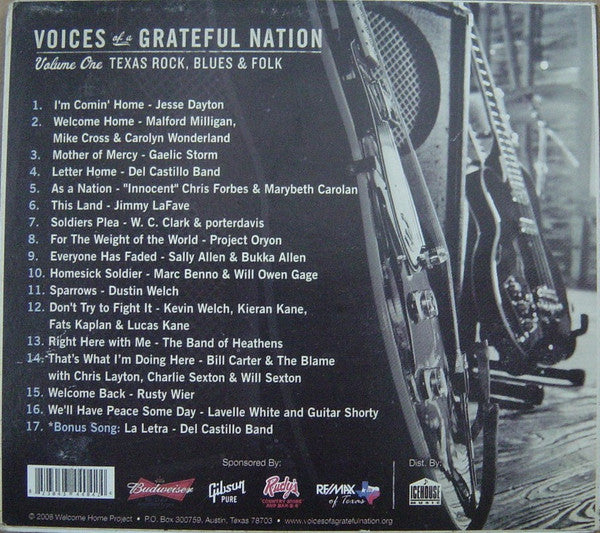 VOICES of a GRATEFUL NATION
Volume One TEXAS ROCK, BLUES & FOLK
1. I'm Comin' Home - Jesse Dayton
2. Welcome Home - Malford Milligan,
Mike Cross & Carolyn Wonderland
3. Mother of Mercy - Gaelic Storm
4. Letter Home - Del Castillo Band
5. As a Nation - "Innocent" Chris Forbes & Marybeth Carolan
6. This Land - Jimmy LaFave
7. Soldiers Plea - W. C. Clark & porterdavis
8. For The Weight of the World - Project Oryon
9. Everyone Has Faded - Sally Allen & Bukka Allen
10. Homesick Soldier - Marc Benno & Will Owen Gage
11. Sparrows - Dustin Welch
12. Don't Try to Fight It - Kevin Welch, Kieran Kane,
Fats Kaplan & Lucas Kane
13. Right Here with Me - The Band of Heathens
14. That's What I'm Doing Here - Bill Carter & The Blame
with Chris Layton, Charlie Sexton & Will Sexton
15. Welcome Back - Rusty Wier
16. We'll Have Peace Some Day - Lavelle White and Guitar Shorty
17. *Bonus Song: La Letra - Del Castillo Band
Sponsored By:
Dist. By:
Budweiser
Gibson
PURE
Rudy's
COUNTRY STORE
AND BAR-B-Q
RE/MAX
of Texas
ICEHOUSE
MUSIC
© 2008 Welcome Home Project • P.O. Box 300759, Austin, Texas 78703 • www.voicesofagratefulnation.org